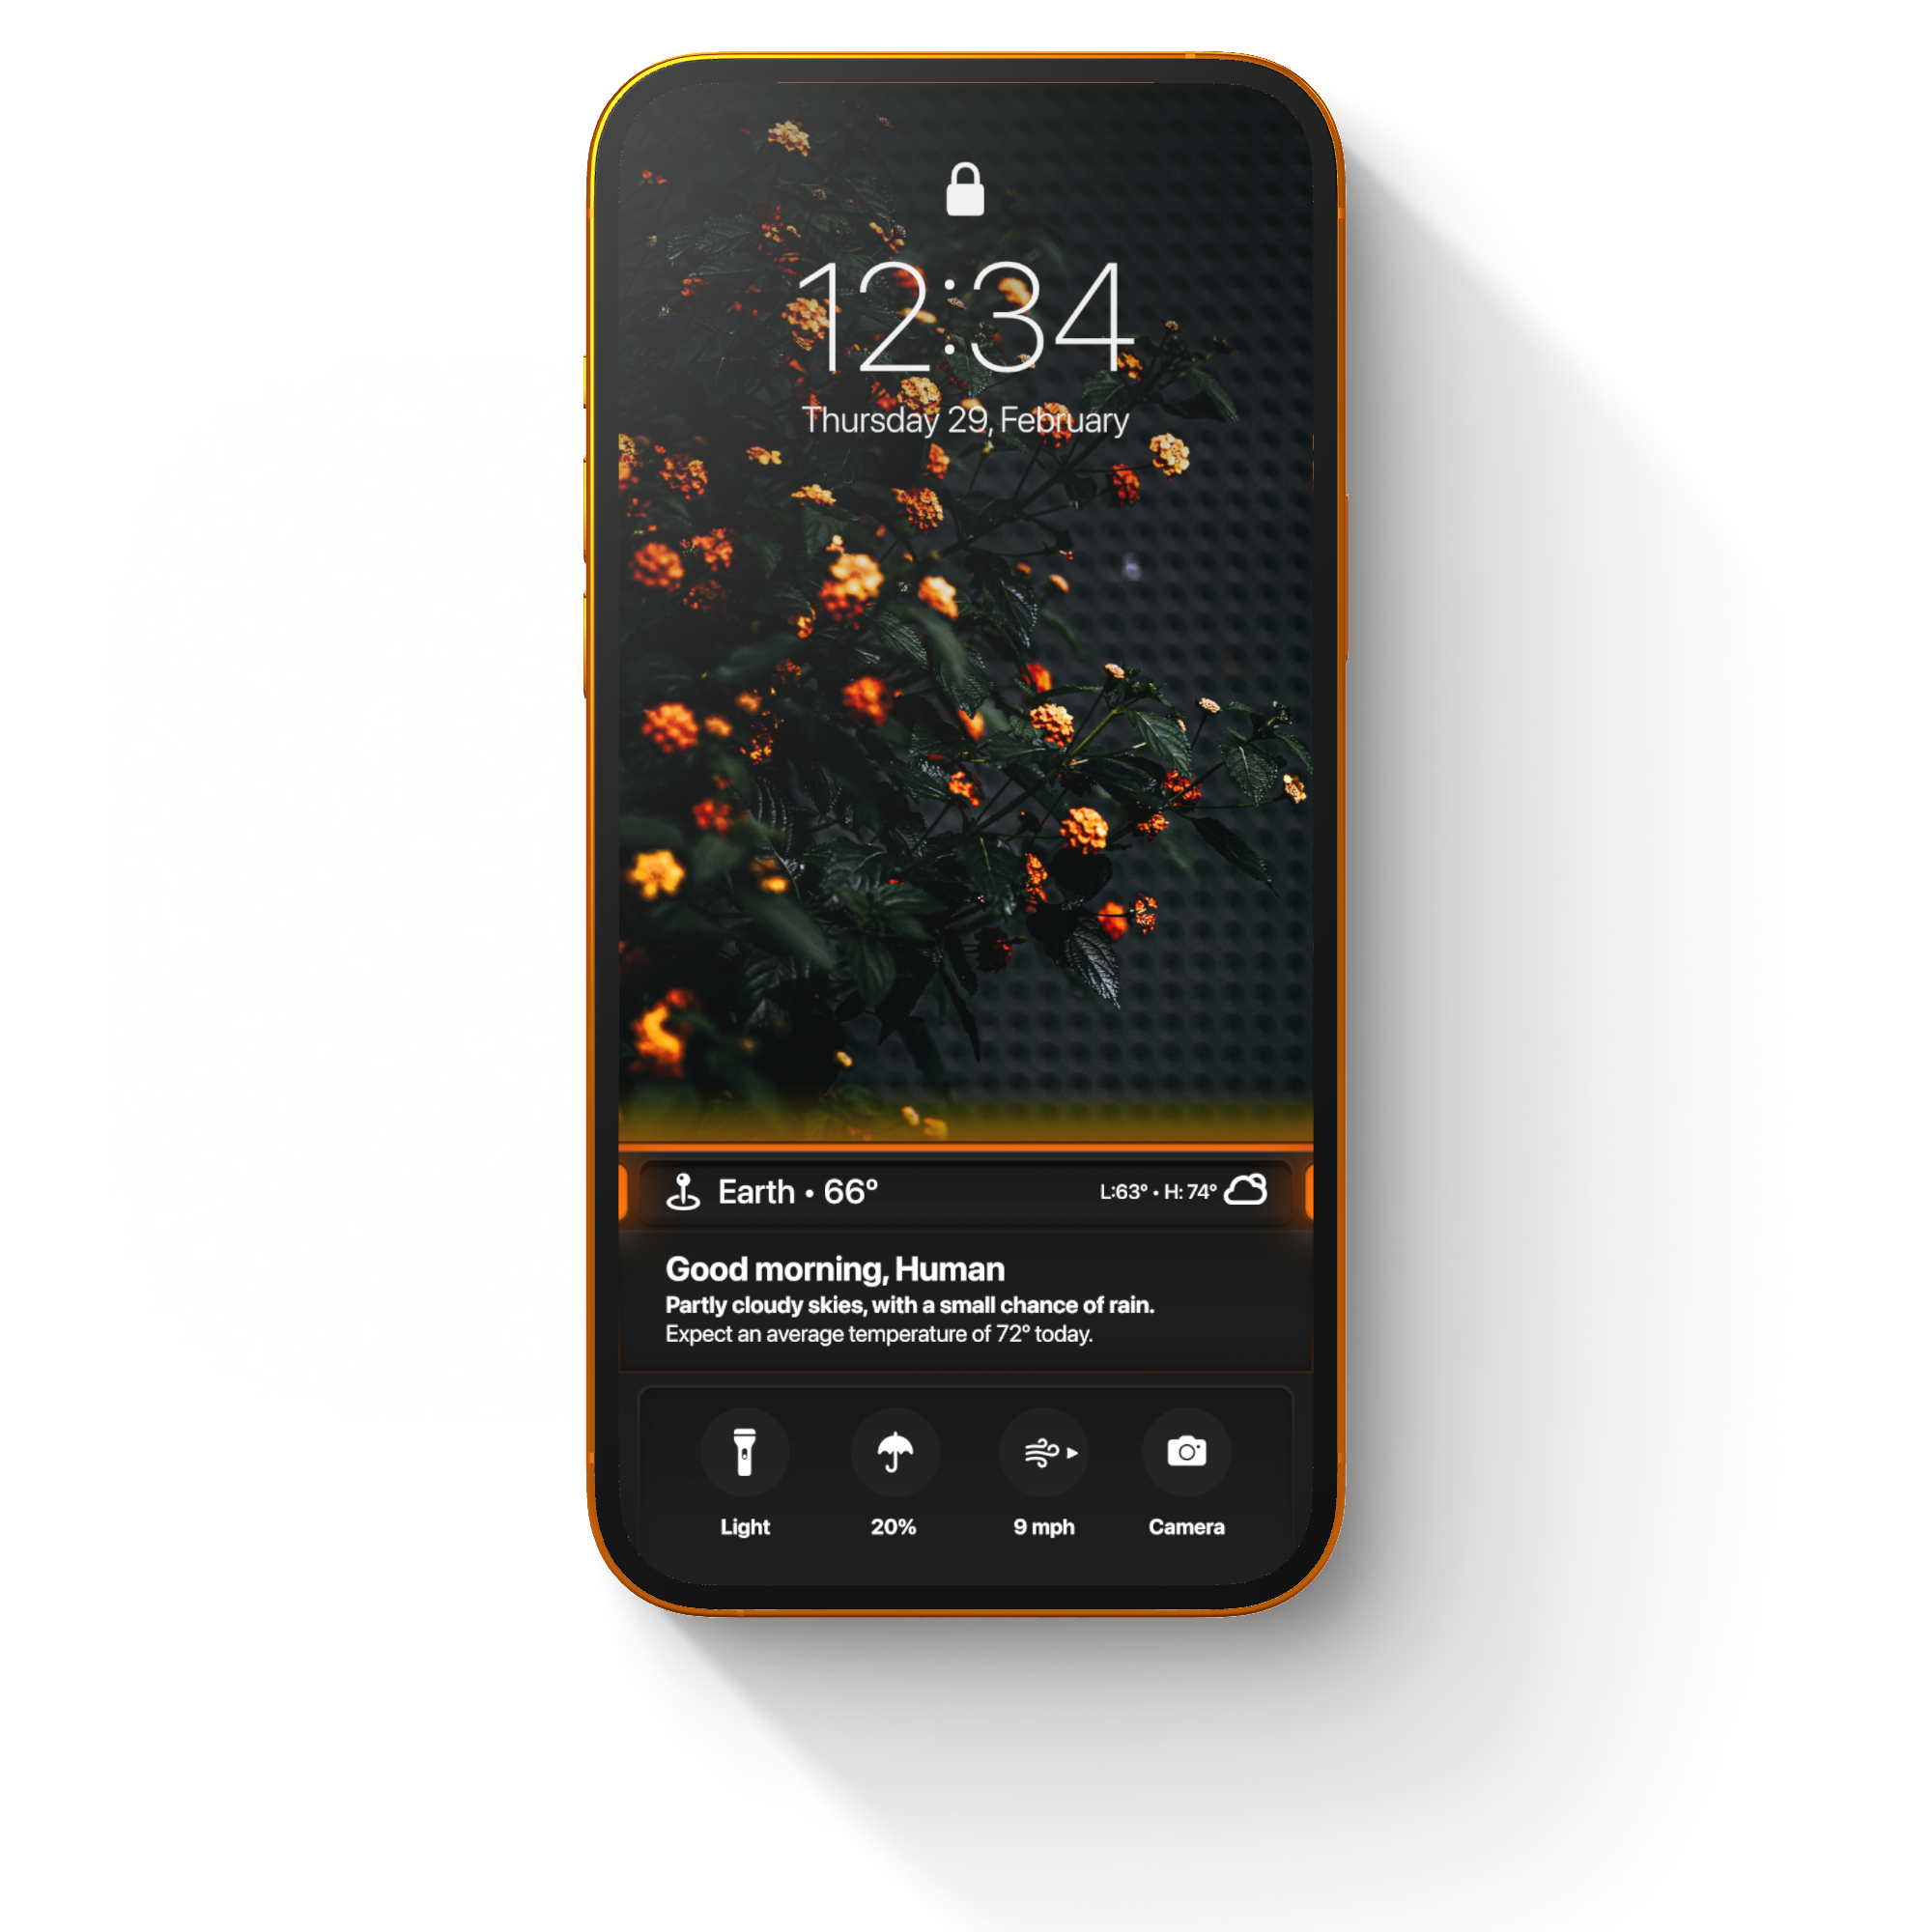 12:34
Thursday 29, February
Earth • 66°
L:63° • H: 74°
Good morning, Human
Partly cloudy skies, with a small chance of rain.
Expect an average temperature of 72° today.
Light
20%
9 mph
Camera